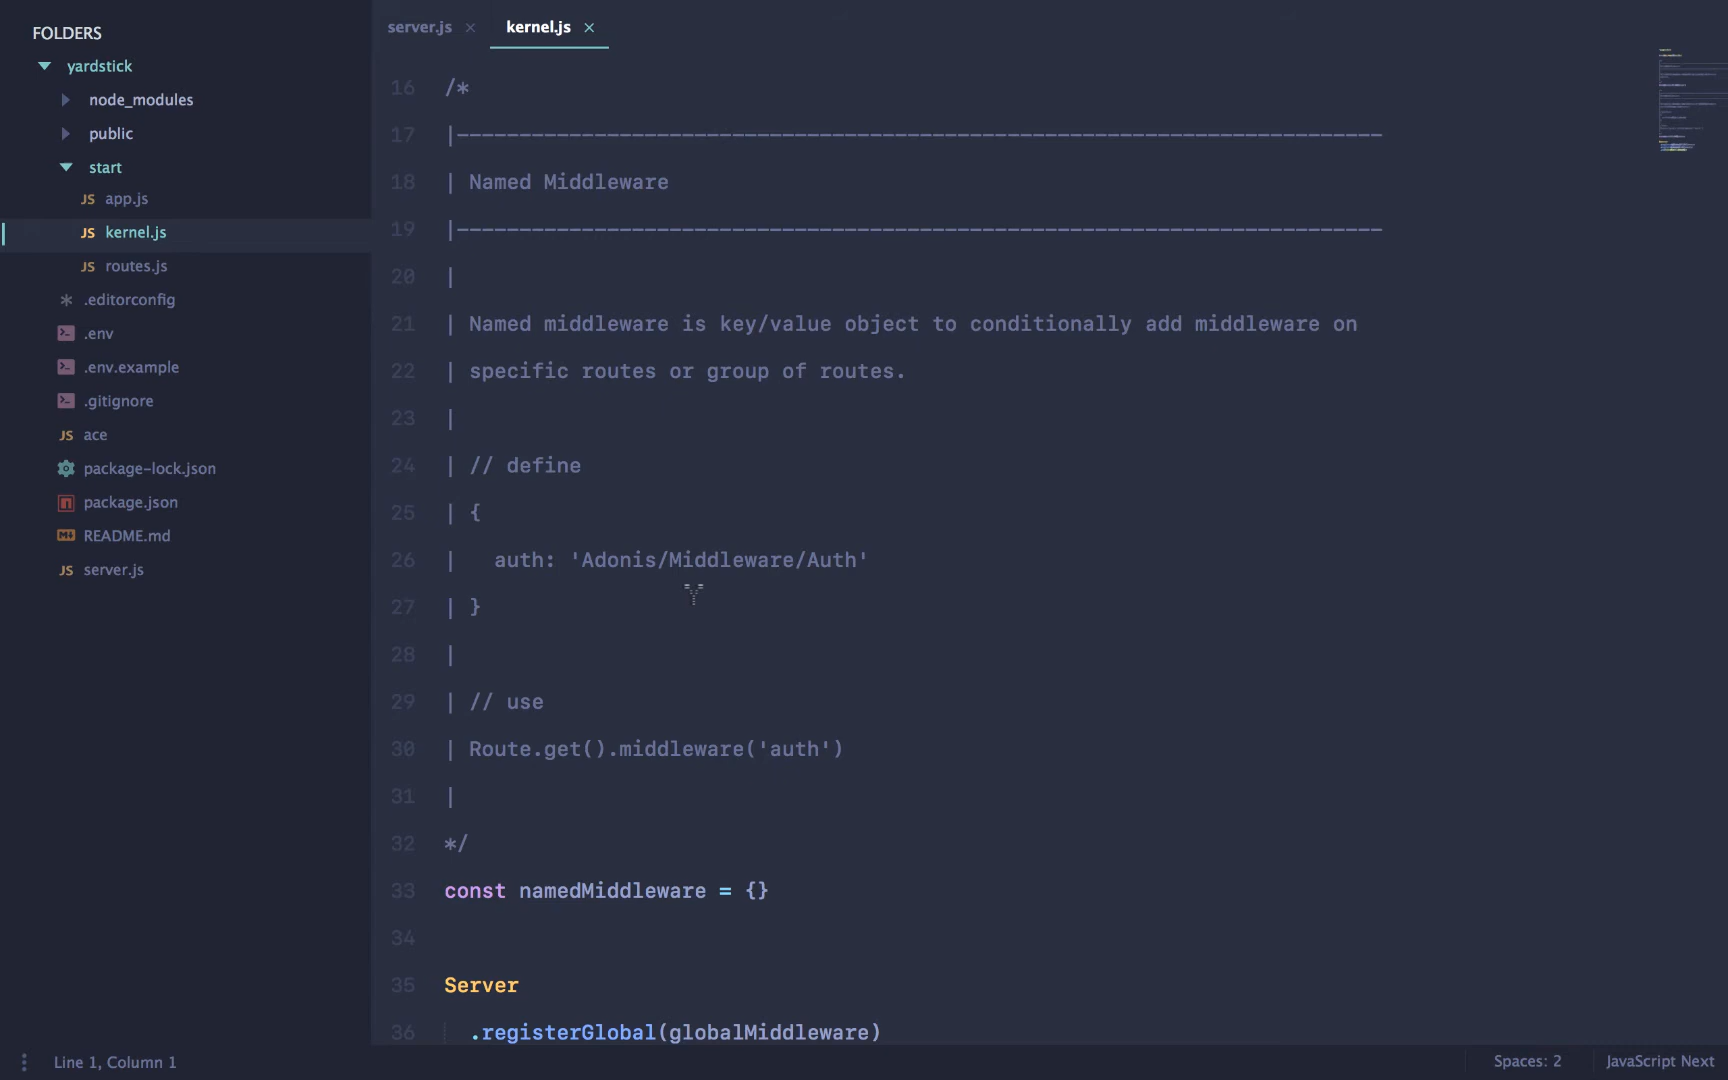 FOLDERS
yardstick
node_modules
public
start
JS app.js
JS kernel.js
JS routes.js
.editorconfig
.env
.env.example
.gitignore
JS ace
package-lock.json
package.json
README.md
JS server.js
server.js × kernel.js ×
16 /*
17 |--------------------------------------------------------------------------
18 | Named Middleware
19 |--------------------------------------------------------------------------
20 |
21 | Named middleware is key/value object to conditionally add middleware on
22 | specific routes or group of routes.
23 |
24 | // define
25 | {
26 |   auth: 'Adonis/Middleware/Auth'
27 | }
28 |
29 | // use
30 | Route.get().middleware('auth')
31 |
32 */
33 const namedMiddleware = {}
34
35 Server
36   .registerGlobal(globalMiddleware)
Line 1, Column 1
Spaces: 2 JavaScript Next